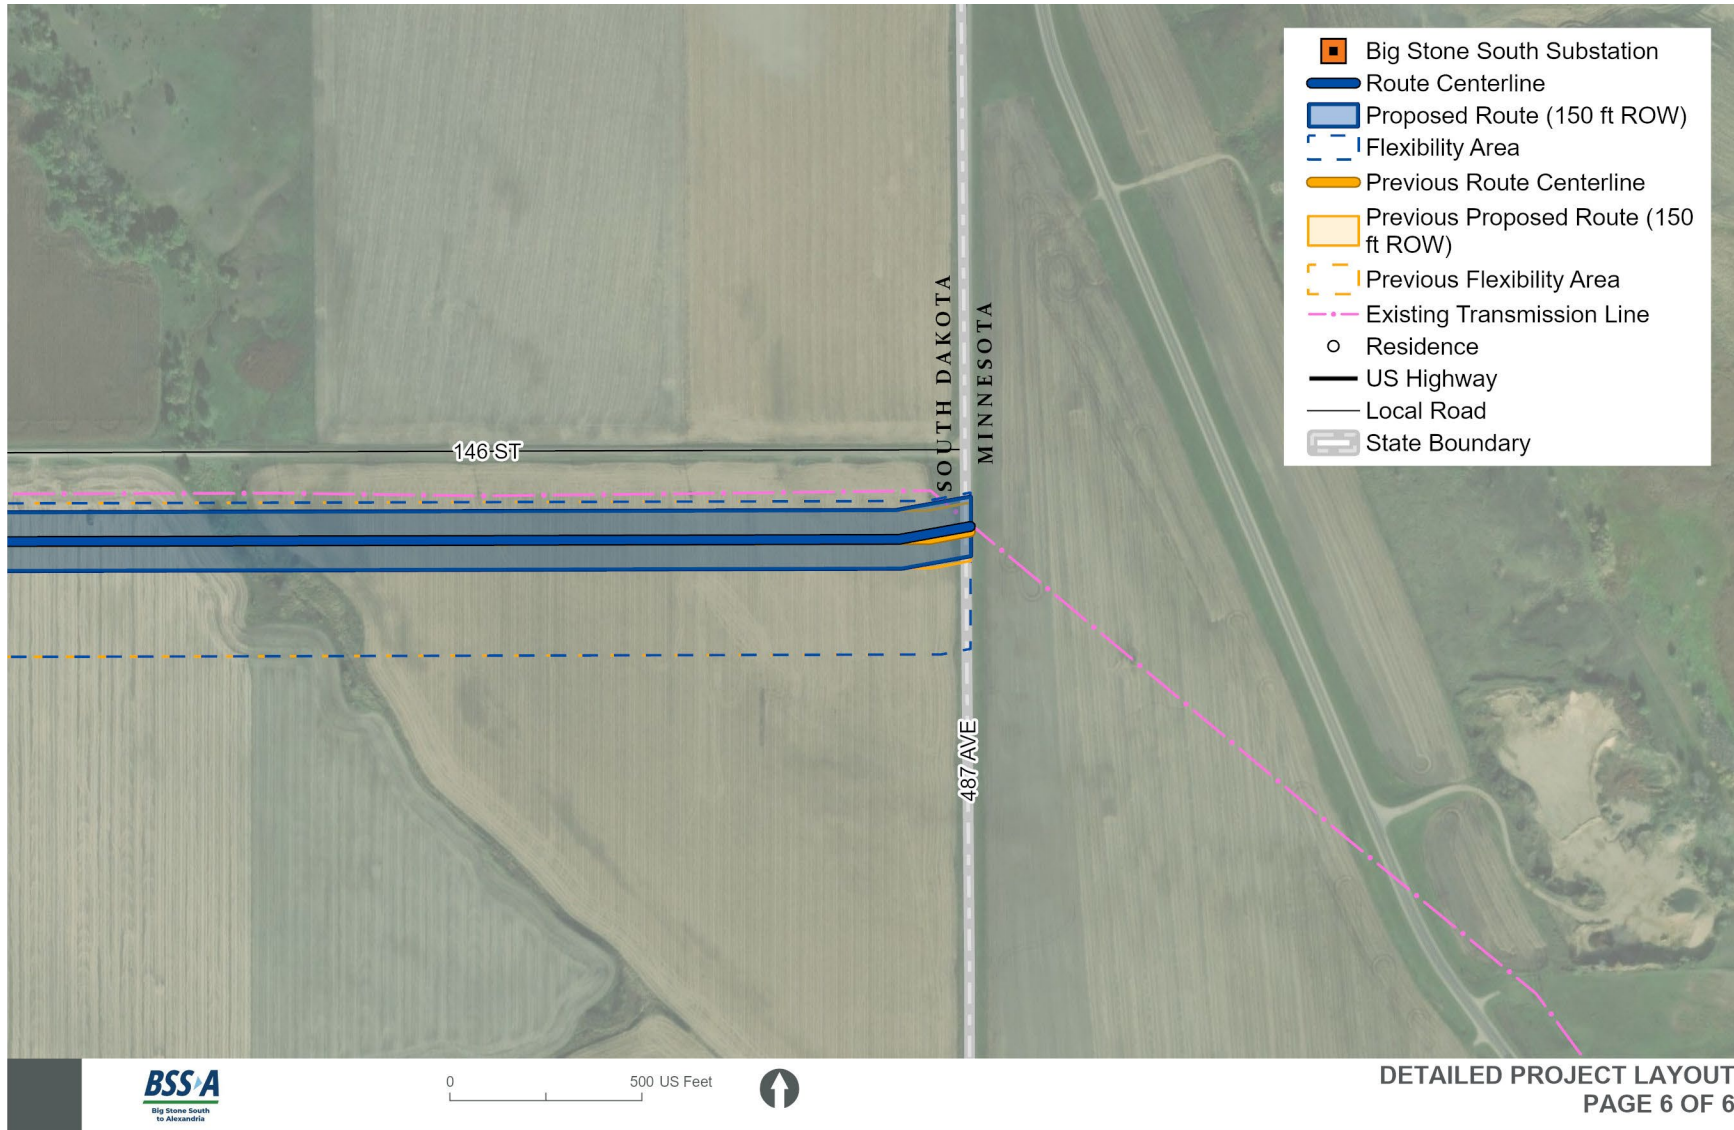 Big Stone South Substation
Route Centerline
Proposed Route (150 ft ROW)
Flexibility Area
Previous Route Centerline
Previous Proposed Route (150
ft ROW)
Previous Flexibility Area
Existing Transmission Line
Residence
US Highway
Local Road
State Boundary
SOUTH DAKOTA
MINNESOTA
146 ST
487 AVE
BSS A
Big Stone South
to Alexandria
0 500 US Feet
DETAILED PROJECT LAYOUT
PAGE 6 OF 6